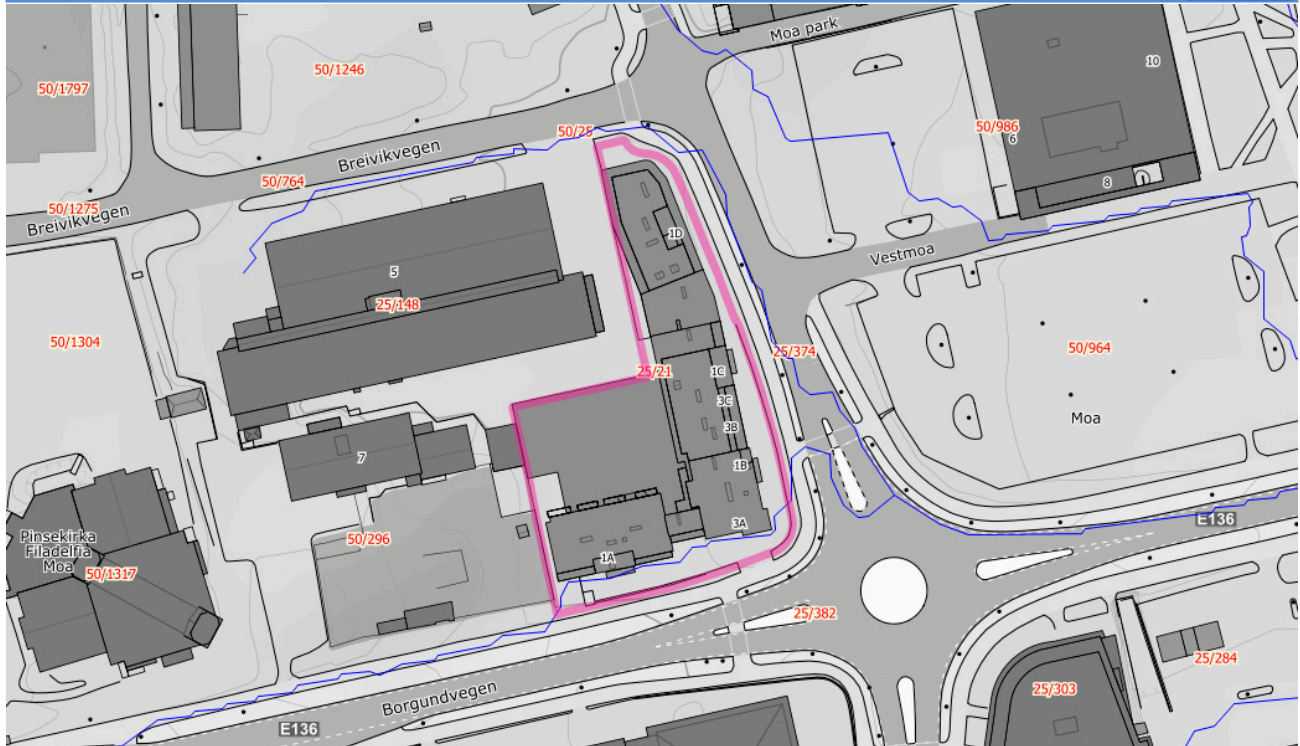 Moa park
10
50/1246
50/1797
50/986
6
50/25
Breivikvegen
50/764
8
50/1275
Breivikvegen
1D
Vestmoa
5
25/148
50/1304
25/374
50/964
25/21
1C
3C
3B
Moa
7
1B
3A
E136
Pinsekirka
Filadelfia
Moa
50/1317
50/296
1A
25/382
25/284
25/303
Borgundvegen
E136